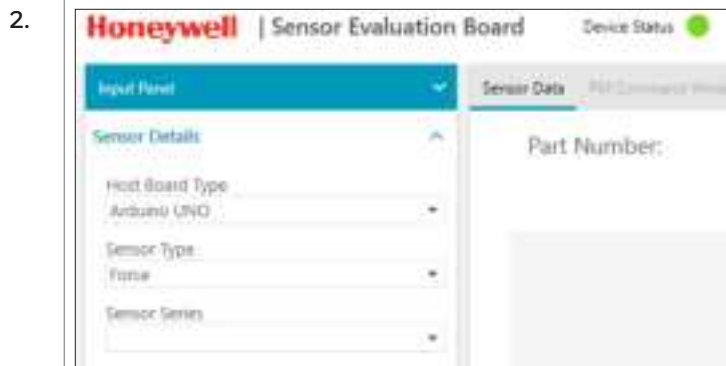 2.
Honeywell | Sensor Evaluation Board Device Status
Input Panel
Sensor Data
Sensor Details
Part Number:
Host Board Type
Arduino UNO
Sensor Type
Force
Sensor Series